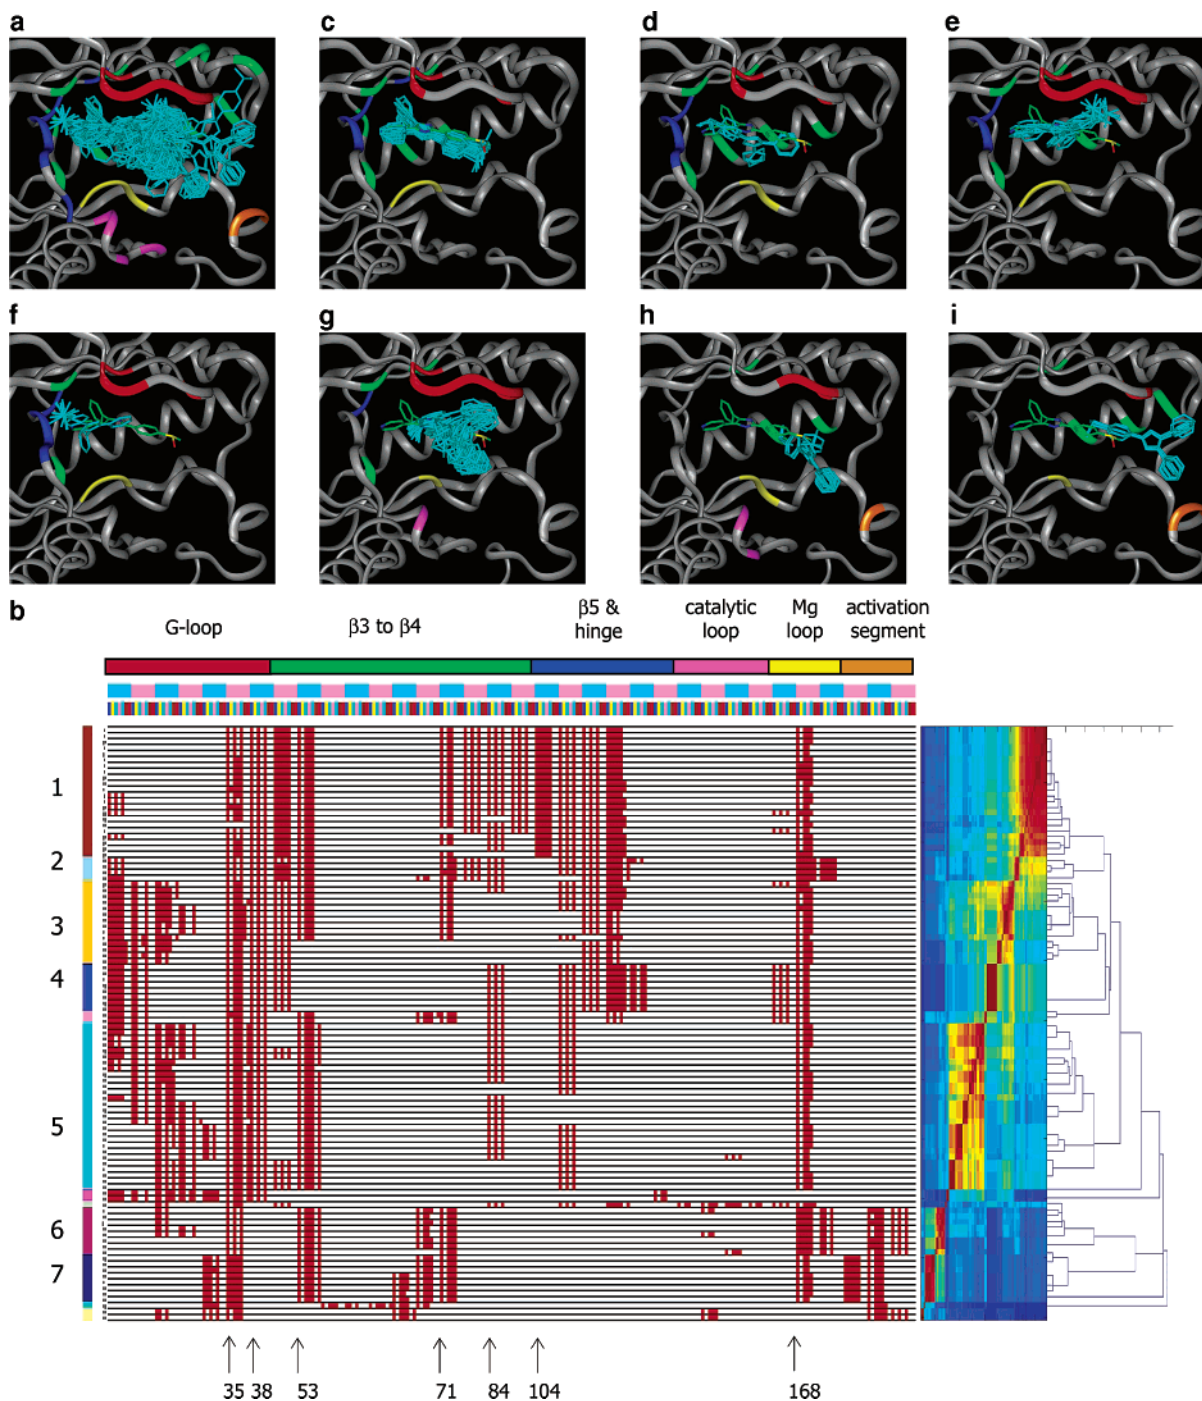 a
c
d
e
f
g
h
i
b
G-loop
β3 to β4
β5 &
hinge
catalytic
loop
Mg
loop
activation
segment
1
2
3
4
5
6
7
35 38 53 71 84 104 168